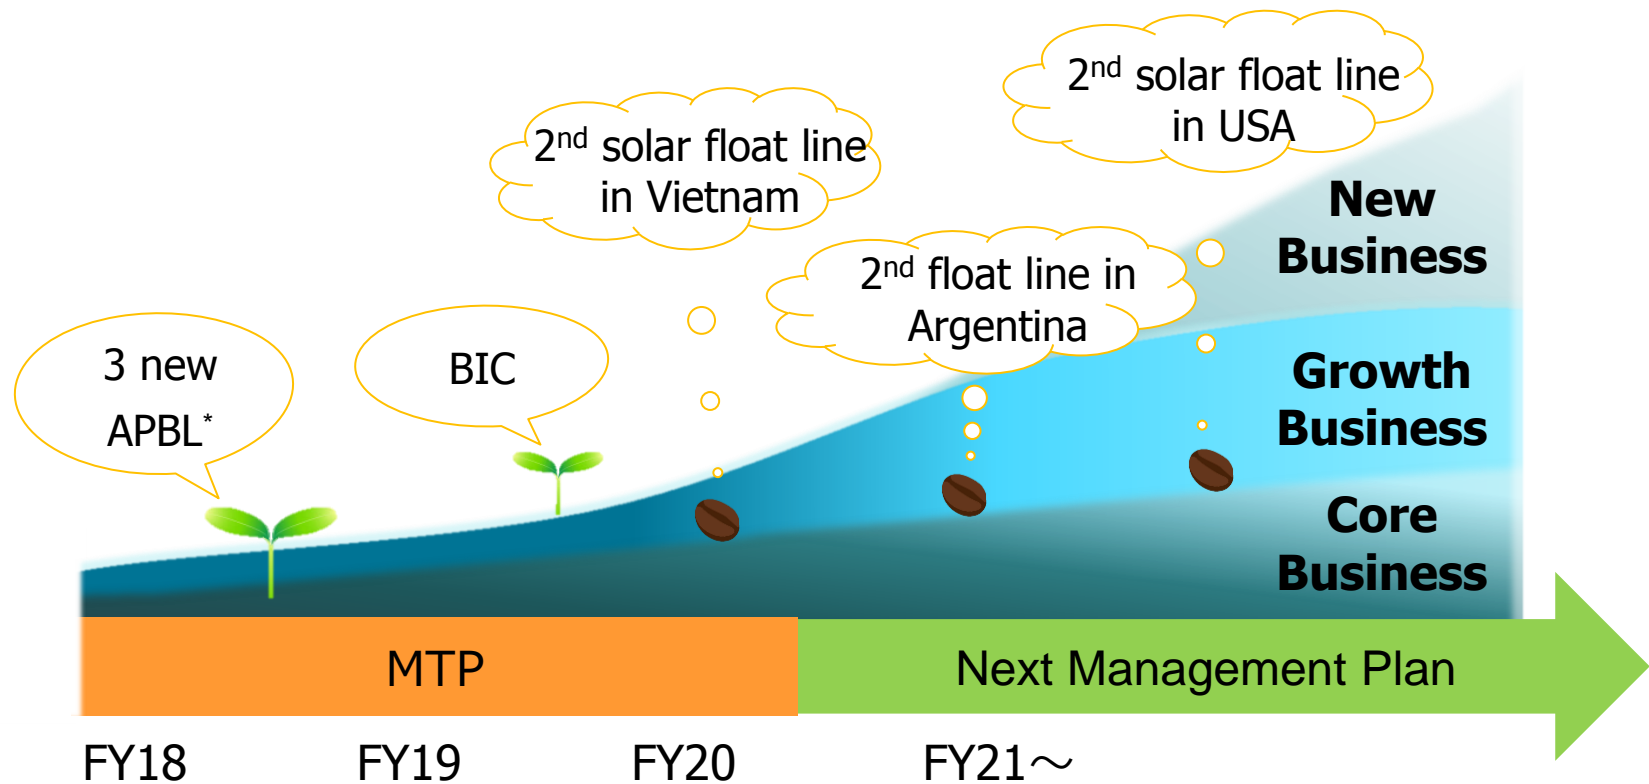 2nd solar float line
in USA
2nd solar float line
in Vietnam
New
Business
2nd float line in
Argentina
3 new
APBL*
BIC
Growth
Business
Core
Business
MTP
Next Management Plan
FY18
FY19
FY20
FY21～